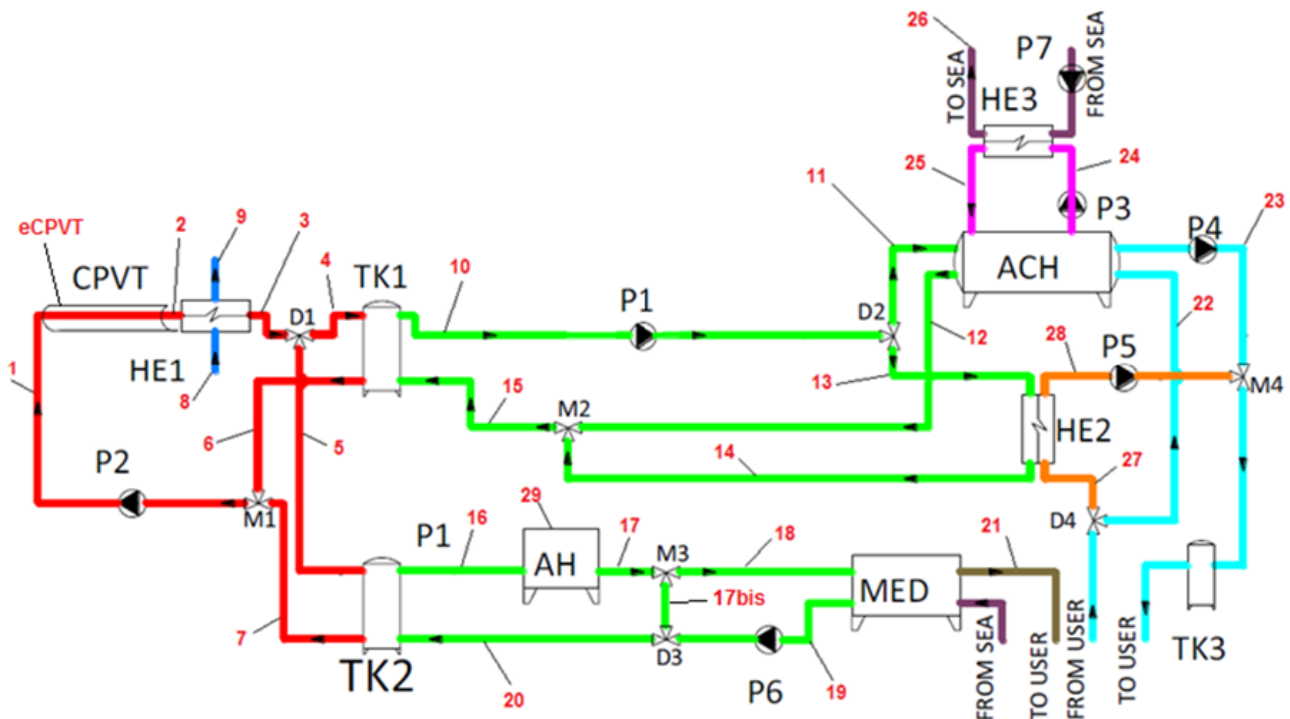 26
P7
23
TO SEA
FROM SEA
HE3
11
25
24
P3
P4
eCPVT
2
9
3
4
CPVT
TK1
10
P1
D2
ACH
D1
12
22
28
P5
1
HE1
8
13
M4
15
M2
HE2
6
5
14
27
P2
M1
P1
16
29
17
M3
18
21
D4
AH
MED
17bis
7
TK2
20
D3
P6
19
FROM SEA
TO USER
FROM USER
TO USER
TK3